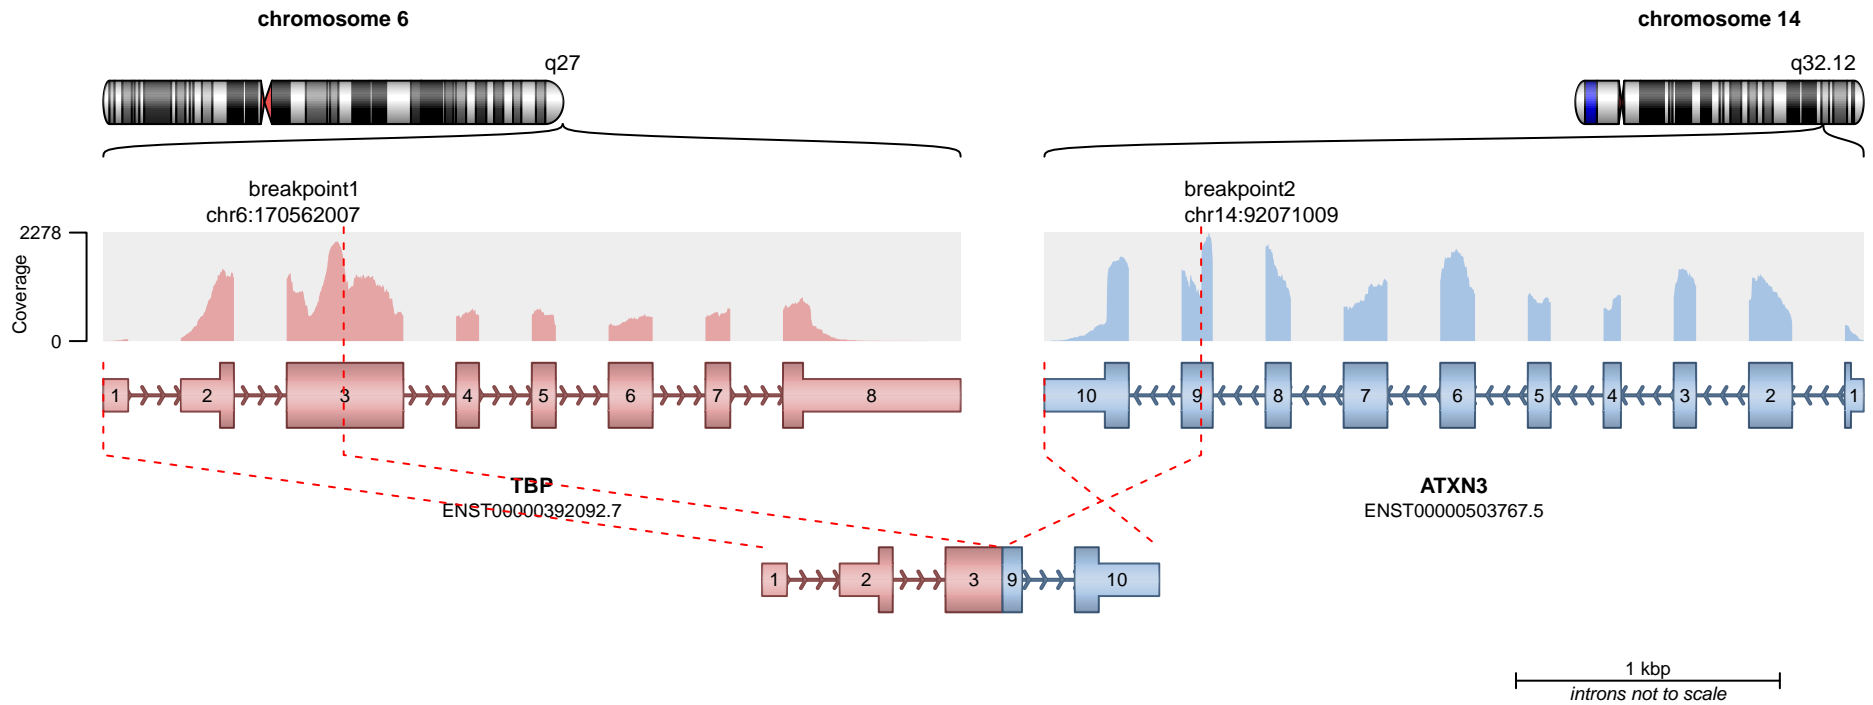 chromosome 6
chromosome 14
q27
q32.12
breakpoint1
chr6:170562007
breakpoint2
chr14:92071009
2278
0
Coverage
1 2 3 4 5 6 7 8
10 9 8 7 6 5 4 3 2 1
TBP
ENST00000392092.7
ATXN3
ENST00000503767.5
1 2 3 9 10
1 kbp
introns not to scale